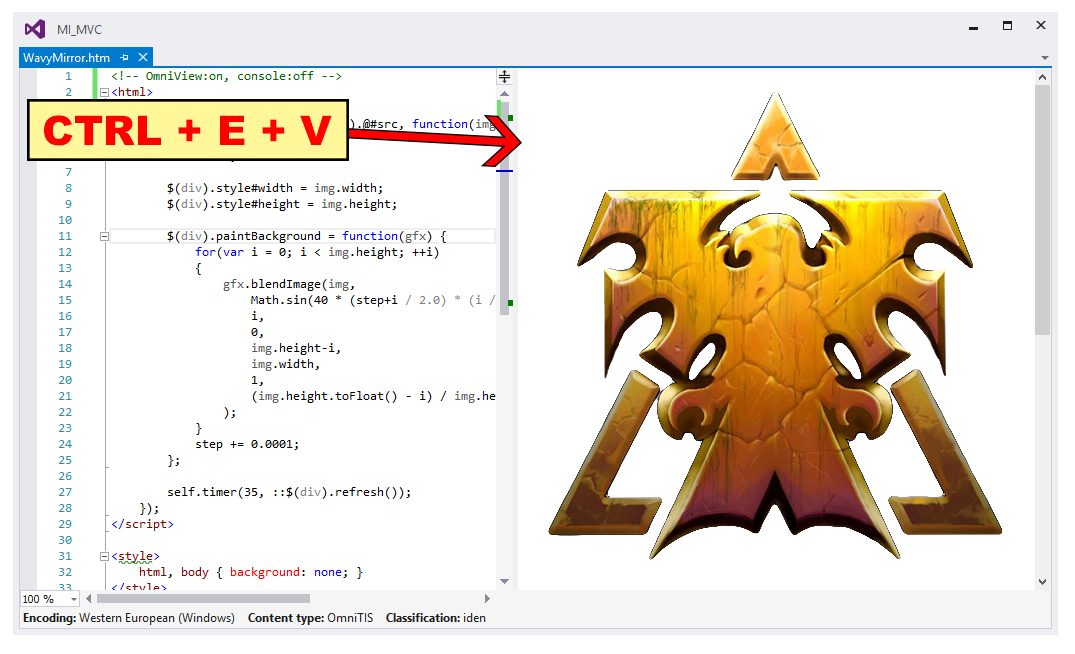 MI_MVC
WavyMirror.htm
1 <!-- OmniView:on, console:off -->
2 <html>
).@#src, function(img
CTRL + E + V
7
8 $(div).style#width = img.width;
9 $(div).style#height = img.height;
10
11 $(div).paintBackground = function(gfx) {
12 for(var i = 0; i < img.height; ++i)
13 {
14 gfx.blendImage(img,
15 Math.sin(40 * (step+i / 2.0) * (i /
16 i,
17 0,
18 img.height-i,
19 img.width,
20 1,
21 (img.height.toFloat() - i) / img.he
22 );
23 }
24 step += 0.0001;
25 };
26
27 self.timer(35, ::$(div).refresh());
28 });
29 </script>
30
31 <style>
32 html, body { background: none; }
33 </style>
100 %
Encoding: Western European (Windows) Content type: OmniTIS Classification: iden